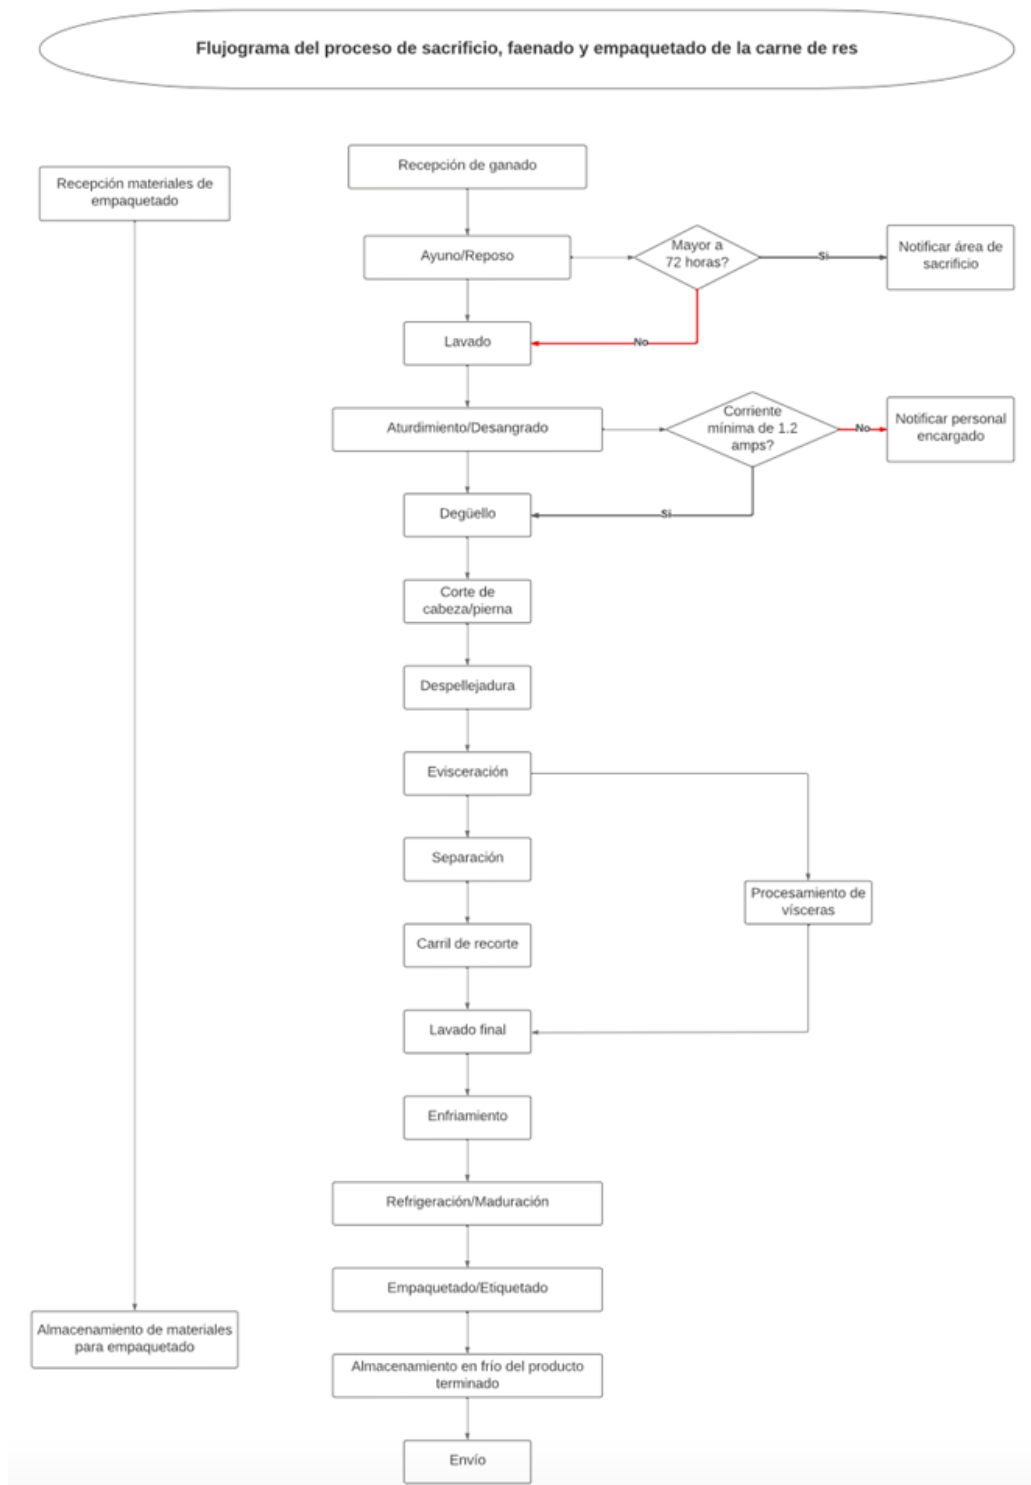 Flujograma del proceso de sacrificio, faenado y empaquetado de la carne de res
Recepción de ganado
Recepción materiales de
empaquetado
Ayuno/Reposo
Mayor a
72 horas?
Si
Notificar área de
sacrificio
Lavado
No
Aturdimiento/Desangrado
Corriente
mínima de 1.2
amps?
No
Notificar personal
encargado
Degüello
Si
Corte de
cabeza/pierna
Despellejadura
Evisceración
Separación
Procesamiento de
vísceras
Carril de recorte
Lavado final
Enfriamiento
Refrigeración/Maduración
Empaquetado/Etiquetado
Almacenamiento de materiales
para empaquetado
Almacenamiento en frío del producto
terminado
Envío